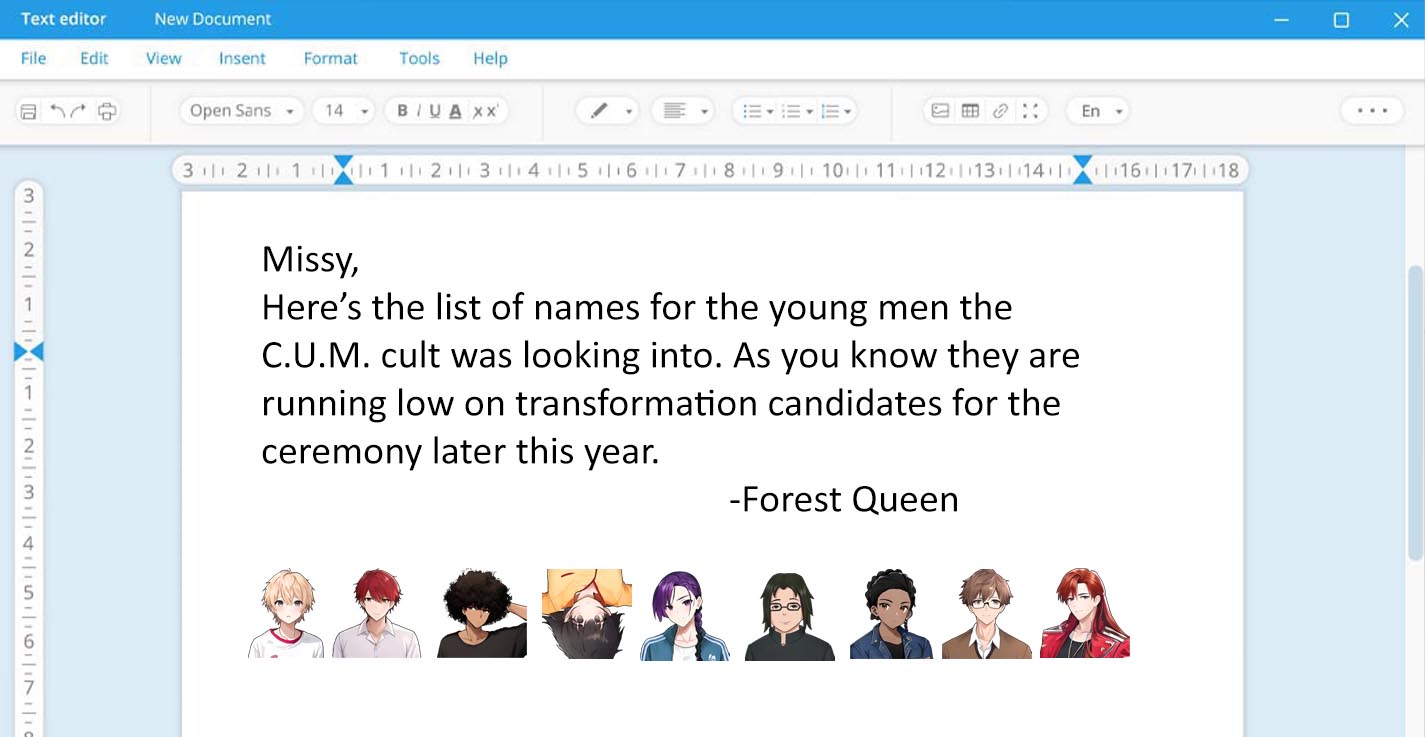 Text editor New Document
File Edit View Insent Format Tools Help
Open Sans 14 B I U A x x' En
3 2 1 1 2 3 4 5 6 7 8 9 10 11 12 13 14 16 17 18
3
2
1
1
2
3
4
5
6
7
8
Missy,
Here’s the list of names for the young men the
C.U.M. cult was looking into. As you know they are
running low on transformation candidates for the
ceremony later this year.
-Forest Queen